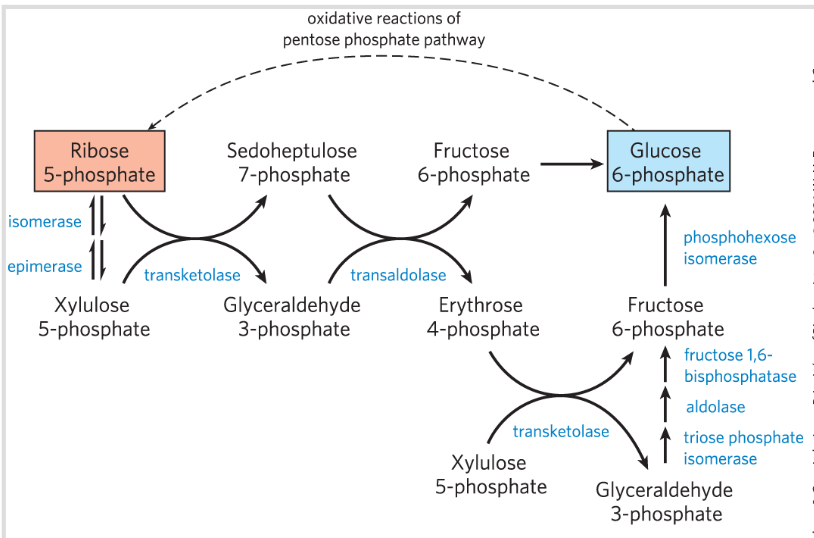 oxidative reactions of
pentose phosphate pathway
Ribose
5-phosphate
Sedoheptulose
7-phosphate
Fructose
6-phosphate
Glucose
6-phosphate
isomerase
epimerase
transketolase
transaldolase
phosphohexose
isomerase
Xylulose
5-phosphate
Glyceraldehyde
3-phosphate
Erythrose
4-phosphate
Fructose
6-phosphate
fructose 1,6-
bisphosphatase
aldolase
triose phosphate
isomerase
transketolase
Xylulose
5-phosphate
Glyceraldehyde
3-phosphate